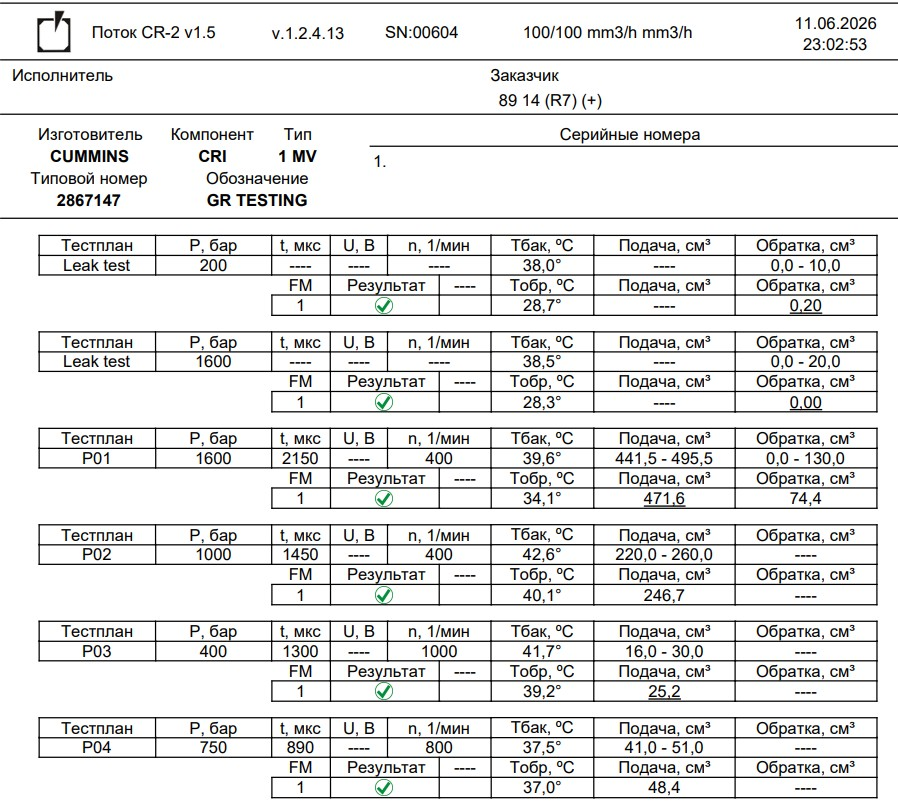 Поток CR-2 v1.5 v.1.2.4.13 SN:00604 100/100 mm3/h mm3/h 11.06.2026
23:02:53
Исполнитель Заказчик
89 14 (R7) (+)
Изготовитель Компонент Тип Серийные номера
CUMMINS CRI 1 MV 1.
Типовой номер Обозначение
2867147 GR TESTING
Тестплан P, бар t, мкс U, В n, 1/мин Тбак, ºС Подача, см³ Обратка, см³
Leak test 200 ---- ---- ---- 38,0° ---- 0,0 - 10,0
FM Результат ---- Тобр, ºС Подача, см³ Обратка, см³
1 28,7° ---- 0,20
Тестплан P, бар t, мкс U, В n, 1/мин Тбак, ºС Подача, см³ Обратка, см³
Leak test 1600 ---- ---- ---- 38,5° ---- 0,0 - 20,0
FM Результат ---- Тобр, ºС Подача, см³ Обратка, см³
1 28,3° ---- 0,00
Тестплан P, бар t, мкс U, В n, 1/мин Тбак, ºС Подача, см³ Обратка, см³
P01 1600 2150 ---- 400 39,6° 441,5 - 495,5 0,0 - 130,0
FM Результат ---- Тобр, ºС Подача, см³ Обратка, см³
1 34,1° 471,6 74,4
Тестплан P, бар t, мкс U, В n, 1/мин Тбак, ºС Подача, см³ Обратка, см³
P02 1000 1450 ---- 400 42,6° 220,0 - 260,0 ----
FM Результат ---- Тобр, ºС Подача, см³ Обратка, см³
1 40,1° 246,7 ----
Тестплан P, бар t, мкс U, В n, 1/мин Тбак, ºС Подача, см³ Обратка, см³
P03 400 1300 ---- 1000 41,7° 16,0 - 30,0 ----
FM Результат ---- Тобр, ºС Подача, см³ Обратка, см³
1 39,2° 25,2 ----
Тестплан P, бар t, мкс U, В n, 1/мин Тбак, ºС Подача, см³ Обратка, см³
P04 750 890 ---- 800 37,5° 41,0 - 51,0 ----
FM Результат ---- Тобр, ºС Подача, см³ Обратка, см³
1 37,0° 48,4 ----